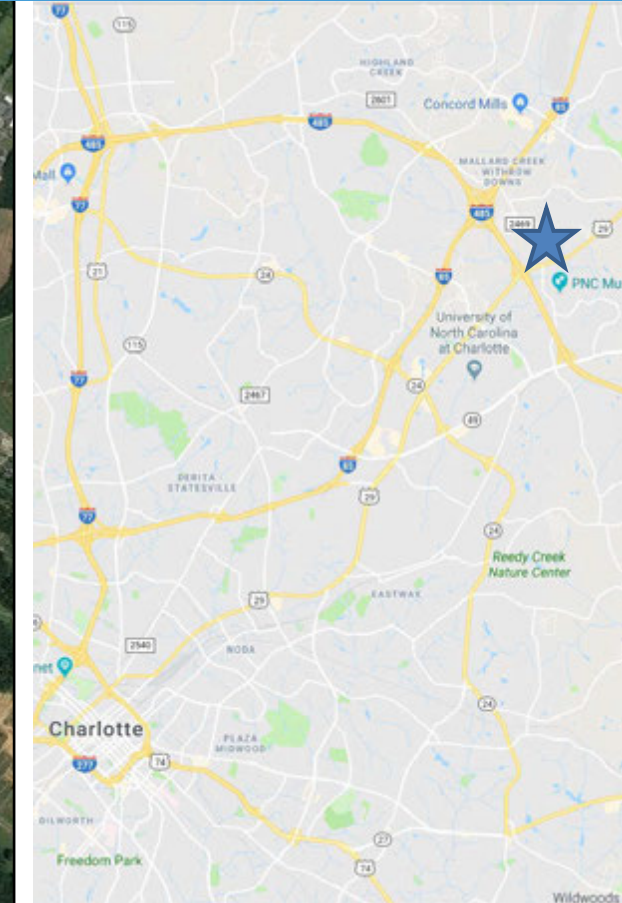 77
115
HIGHLAND
CREEK
2601
Concord Mills
85
485
485
MALLARD CREEK
- WITHROW
DOWNS
Mall
77
485
2469
29
21
24
85
PNC Mu
University of
North Carolina
at Charlotte
115
77
24
2467
49
85
DERITA -
STATESVILLE
29
77
24
Reedy Creek
Nature Center
EASTWAY
29
2540
NODA
net
24
Charlotte
PLAZA
MIDWOOD
277
74
DILWORTH
27
Freedom Park
74
Wildwoods